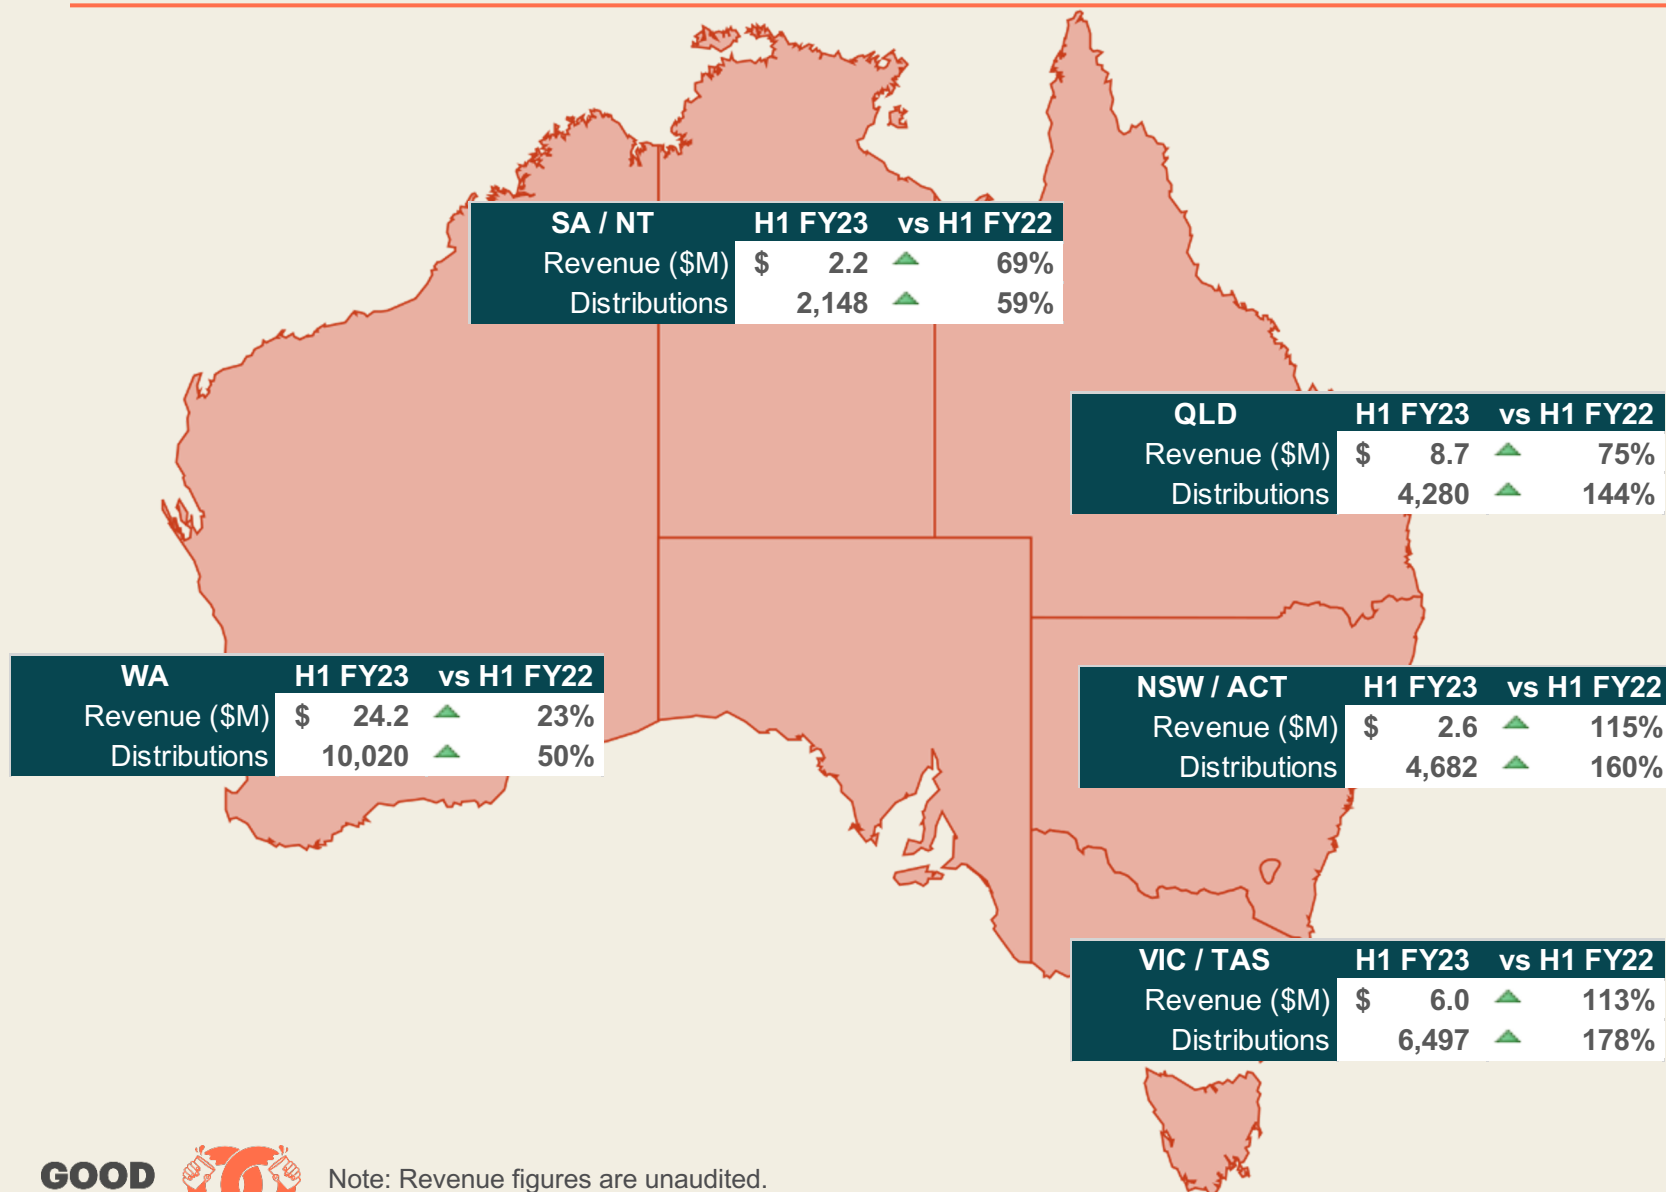 SA / NT H1 FY23 vs H1 FY22
Revenue ($M) $ 2.2 69%
Distributions 2,148 59%
QLD H1 FY23 vs H1 FY22
Revenue ($M) $ 8.7 75%
Distributions 4,280 144%
WA H1 FY23 vs H1 FY22
Revenue ($M) $ 24.2 23%
Distributions 10,020 50%
NSW / ACT H1 FY23 vs H1 FY22
Revenue ($M) $ 2.6 115%
Distributions 4,682 160%
VIC / TAS H1 FY23 vs H1 FY22
Revenue ($M) $ 6.0 113%
Distributions 6,497 178%
GOOD
Note: Revenue figures are unaudited.